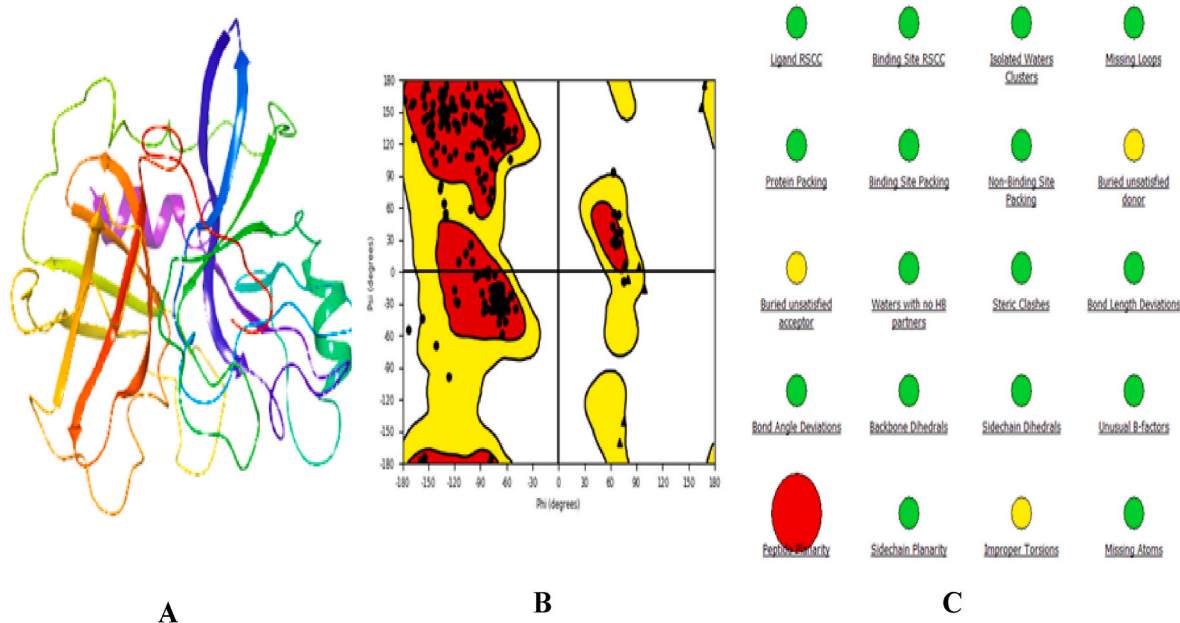 Ligand RSCC
Binding Site RSCC
Isolated Waters
Clusters
Missing Loops
Protein Packing
Binding Site Packing
Non-Binding Site
Packing
Buried unsatisfied
donor
Buried unsatisfied
acceptor
Waters with no HB
partners
Steric Clashes
Bond Length Deviations
Bond Angle Deviations
Backbone Dihedrals
Sidechain Dihedrals
Unusual B-factors
Peptide Planarity
Sidechain Planarity
Improper Torsions
Missing Atoms
Psi (degrees)
180
150
120
90
60
30
0
-30
-60
-90
-120
-150
-180
-180 -150 -120 -90 -60 -30 0 30 60 90 120 150 180
Phi (degrees)
A
B
C